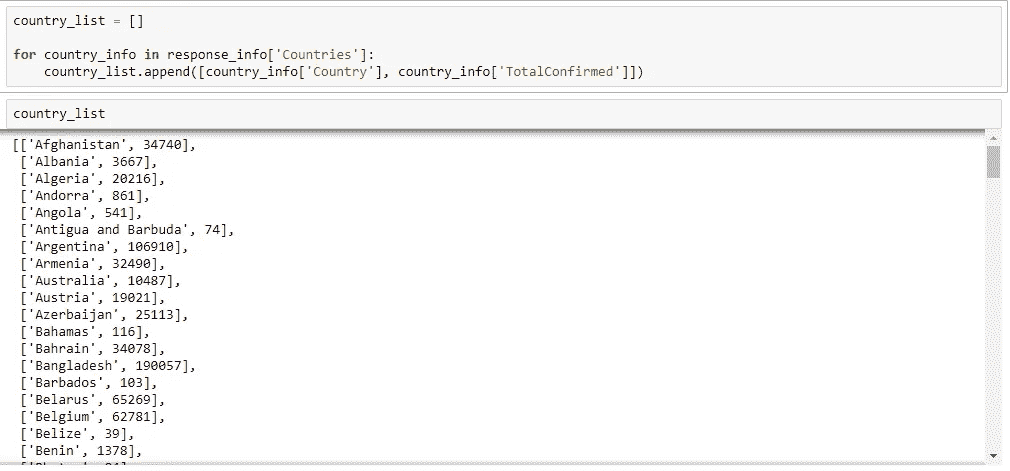 country_list = []
for country_info in response_info['Countries']:
    country_list.append([country_info['Country'], country_info['TotalConfirmed']])
country_list
[['Afghanistan', 34740],
 ['Albania', 3667],
 ['Algeria', 20216],
 ['Andorra', 861],
 ['Angola', 541],
 ['Antigua and Barbuda', 74],
 ['Argentina', 106910],
 ['Armenia', 32490],
 ['Australia', 10487],
 ['Austria', 19021],
 ['Azerbaijan', 25113],
 ['Bahamas', 116],
 ['Bahrain', 34078],
 ['Bangladesh', 190057],
 ['Barbados', 103],
 ['Belarus', 65269],
 ['Belgium', 62781],
 ['Belize', 39],
 ['Benin', 1378],